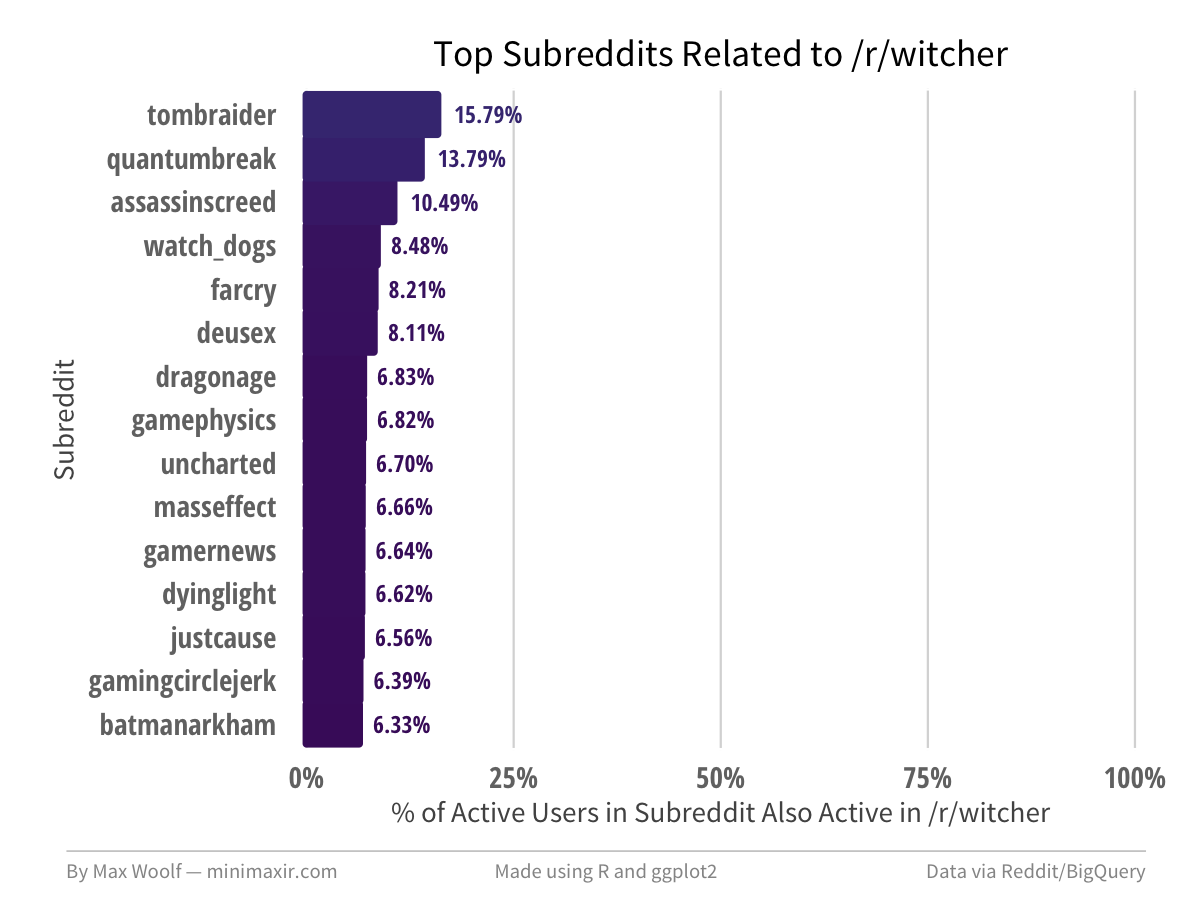 Top Subreddits Related to /r/witcher
tombraider 15.79%
quantumbreak 13.79%
assassinscreed 10.49%
watch_dogs 8.48%
farcry 8.21%
deusex 8.11%
dragonage 6.83%
gamephysics 6.82%
uncharted 6.70%
masseffect 6.66%
gamernews 6.64%
dyinglight 6.62%
justcause 6.56%
gamingcirclejerk 6.39%
batmanarkham 6.33%
Subreddit
0% 25% 50% 75% 100%
% of Active Users in Subreddit Also Active in /r/witcher
By Max Woolf — minimaxir.com Made using R and ggplot2 Data via Reddit/BigQuery